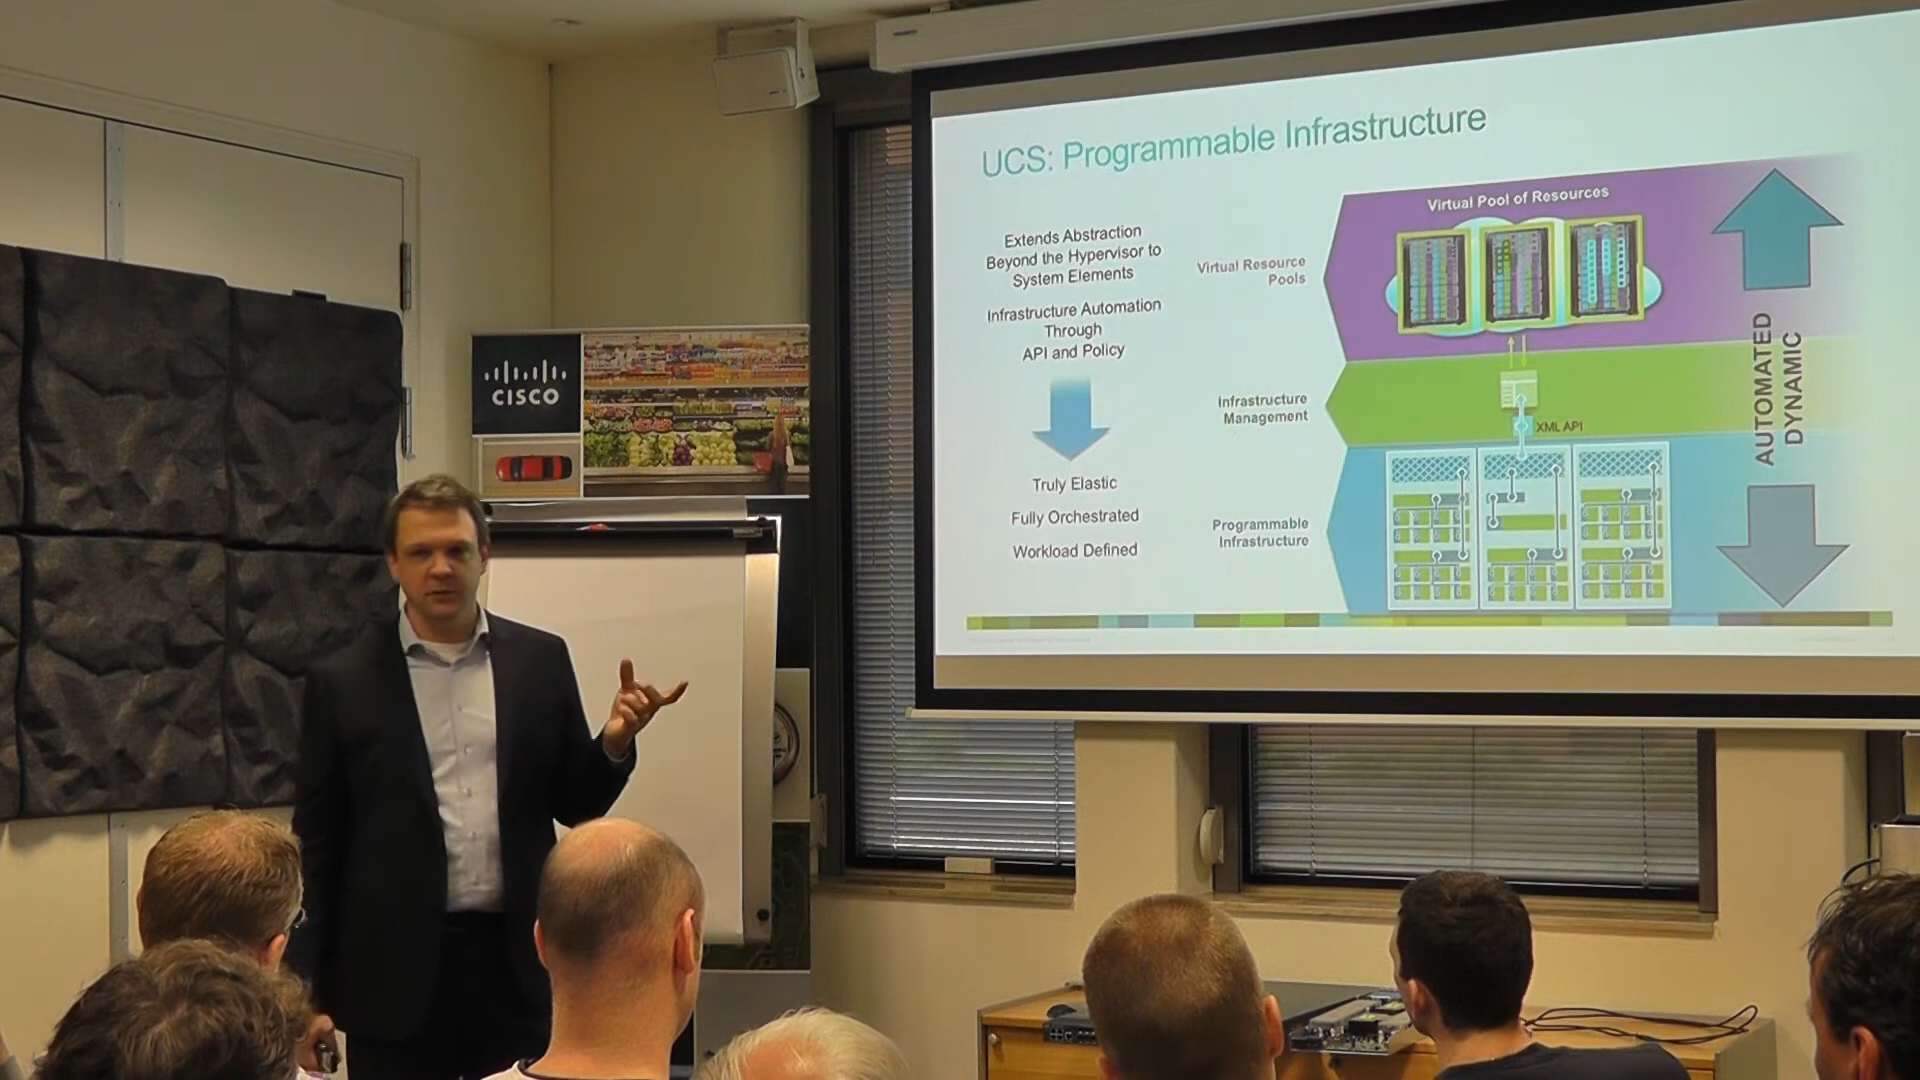 UCS: Programmable Infrastructure
Extends Abstraction
Beyond the Hypervisor to
System Elements
Infrastructure Automation
Through
API and Policy
Truly Elastic
Fully Orchestrated
Workload Defined
Virtual Resource
Pools
Infrastructure
Management
Programmable
Infrastructure
Virtual Pool of Resources
XML API
AUTOMATED
DYNAMIC
CISCO